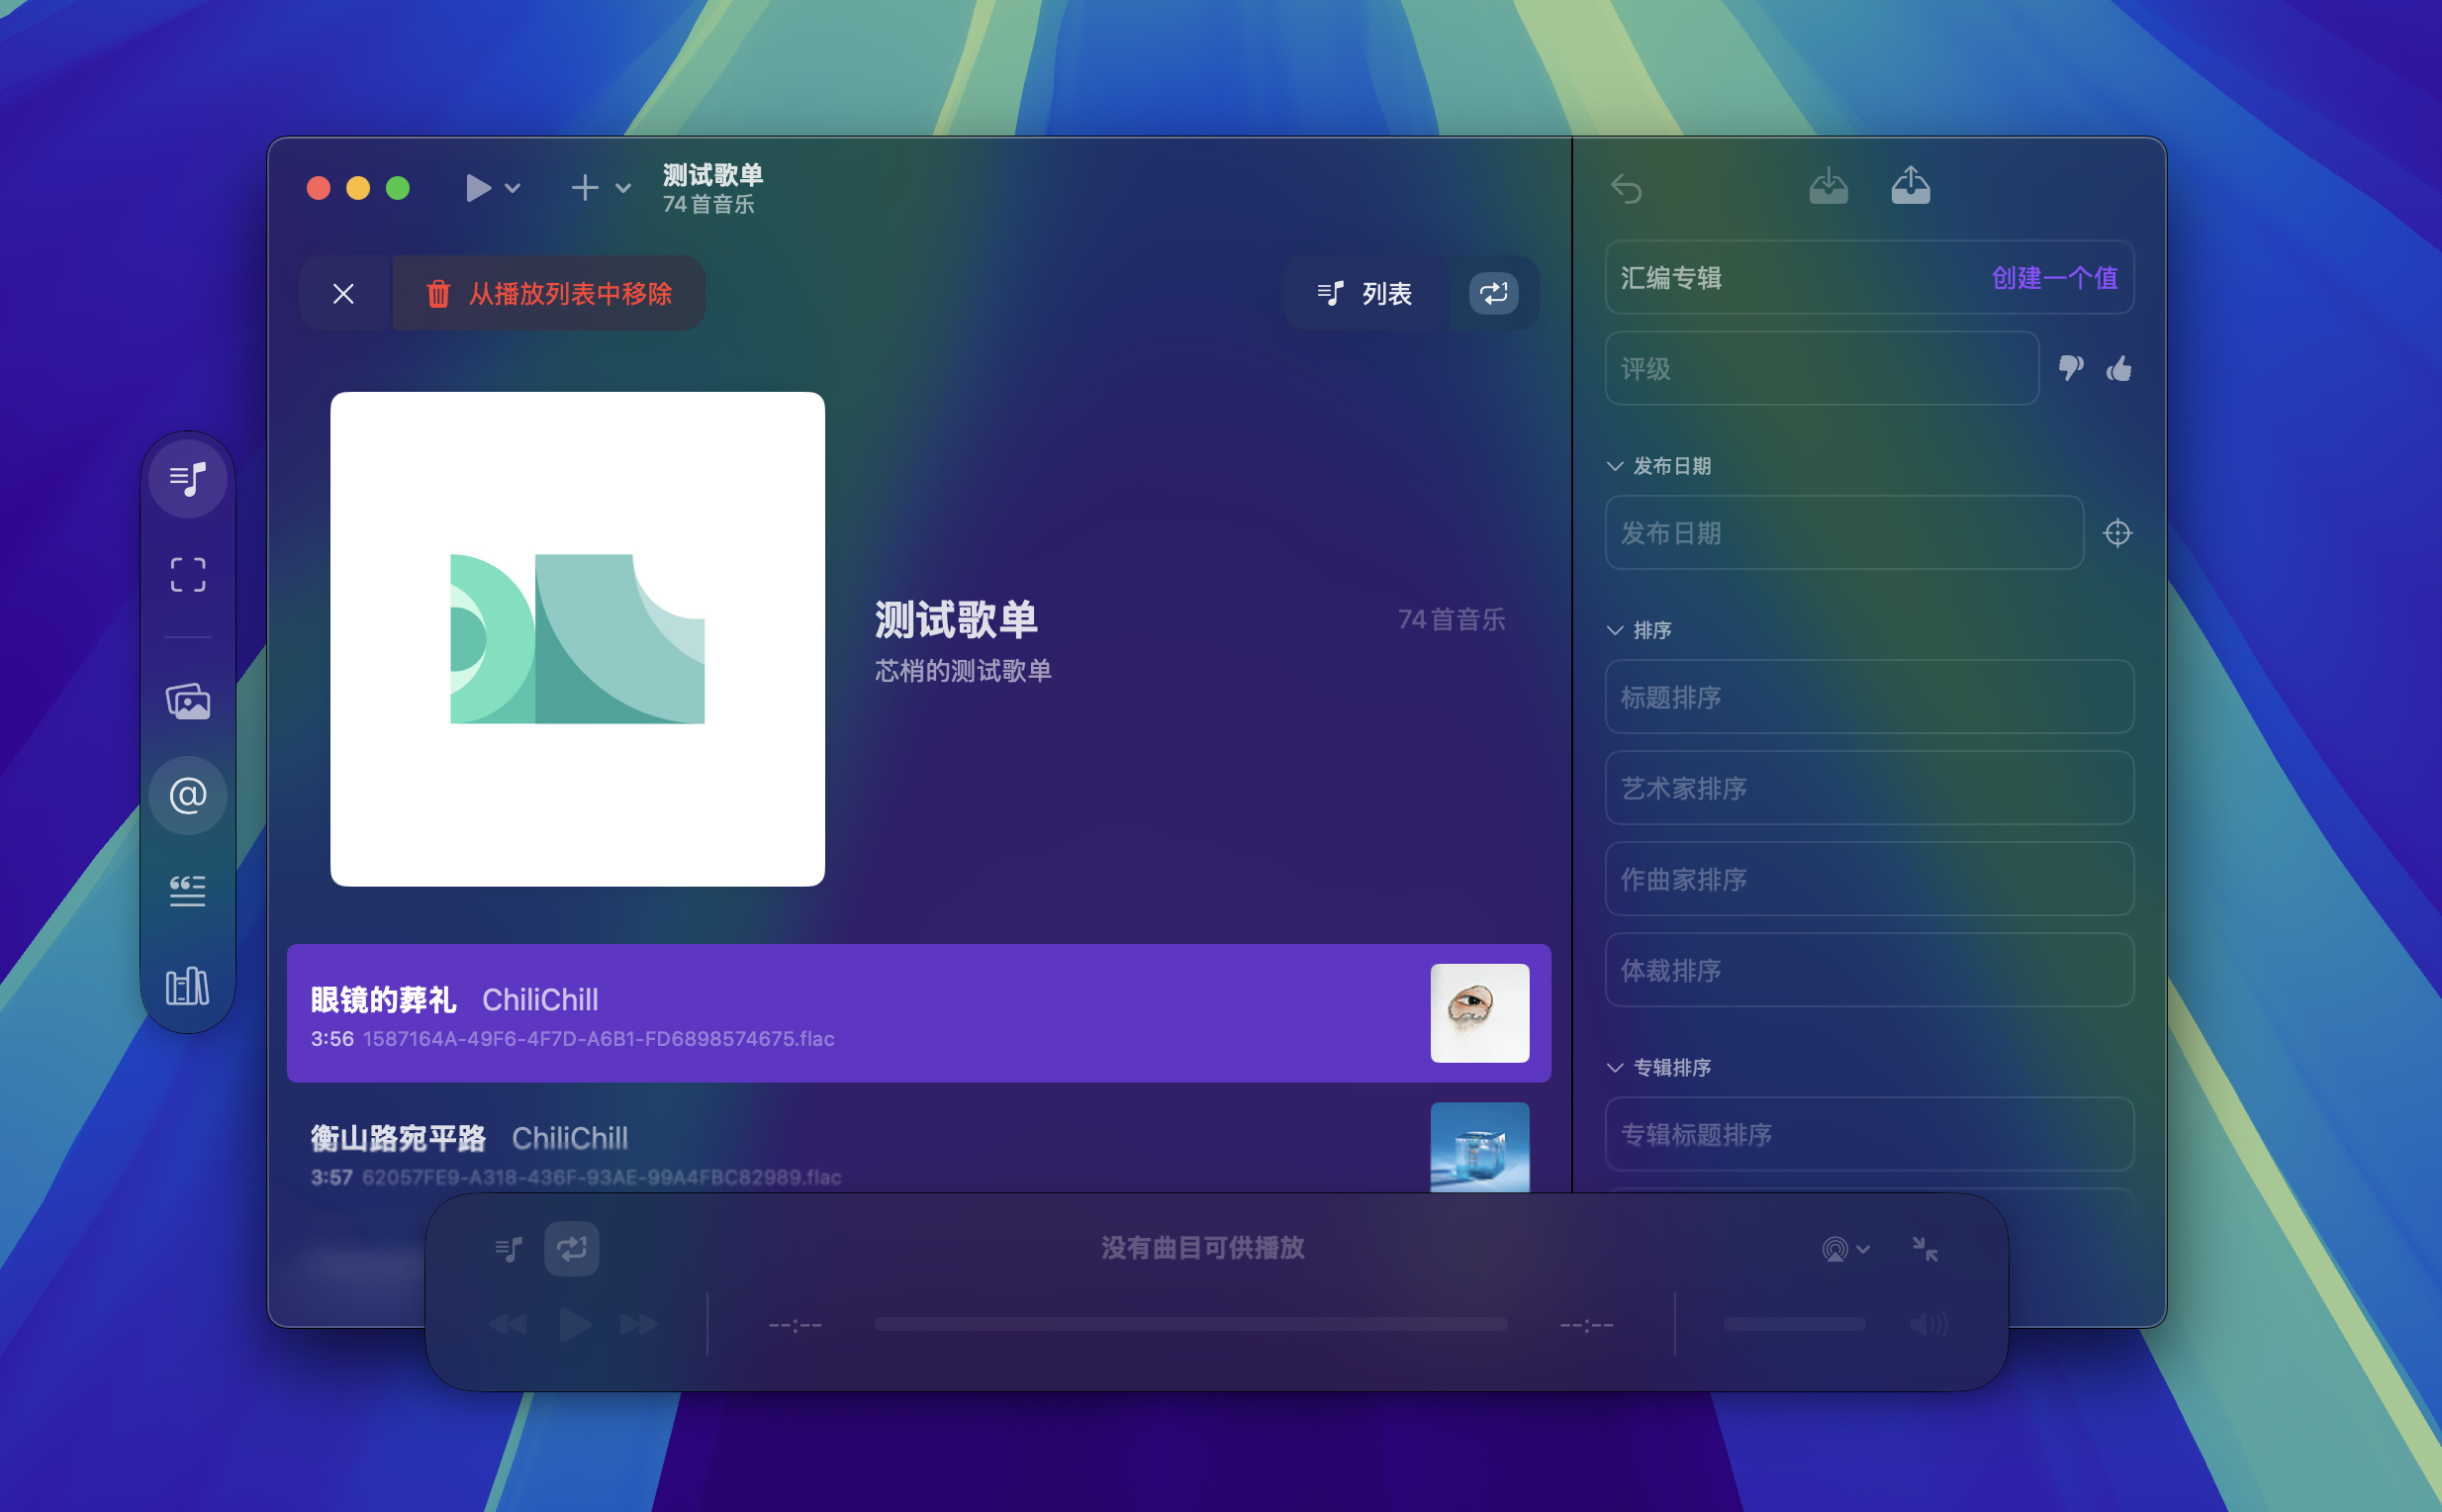 测试歌单
74 首音乐
从播放列表中移除
列表
测试歌单
74 首音乐
芯梢的测试歌单
眼镜的葬礼 ChiliChill
3:56 1587164A-49F6-4F7D-A6B1-FD6898574675.flac
衡山路宛平路 ChiliChill
3:57 62057FE9-A318-436F-93AE-99A4FBC82989.flac
汇编专辑 创建一个值
评级
发布日期
发布日期
排序
标题排序
艺术家排序
作曲家排序
体裁排序
专辑排序
专辑标题排序
没有曲目可供播放
--:-- --:--